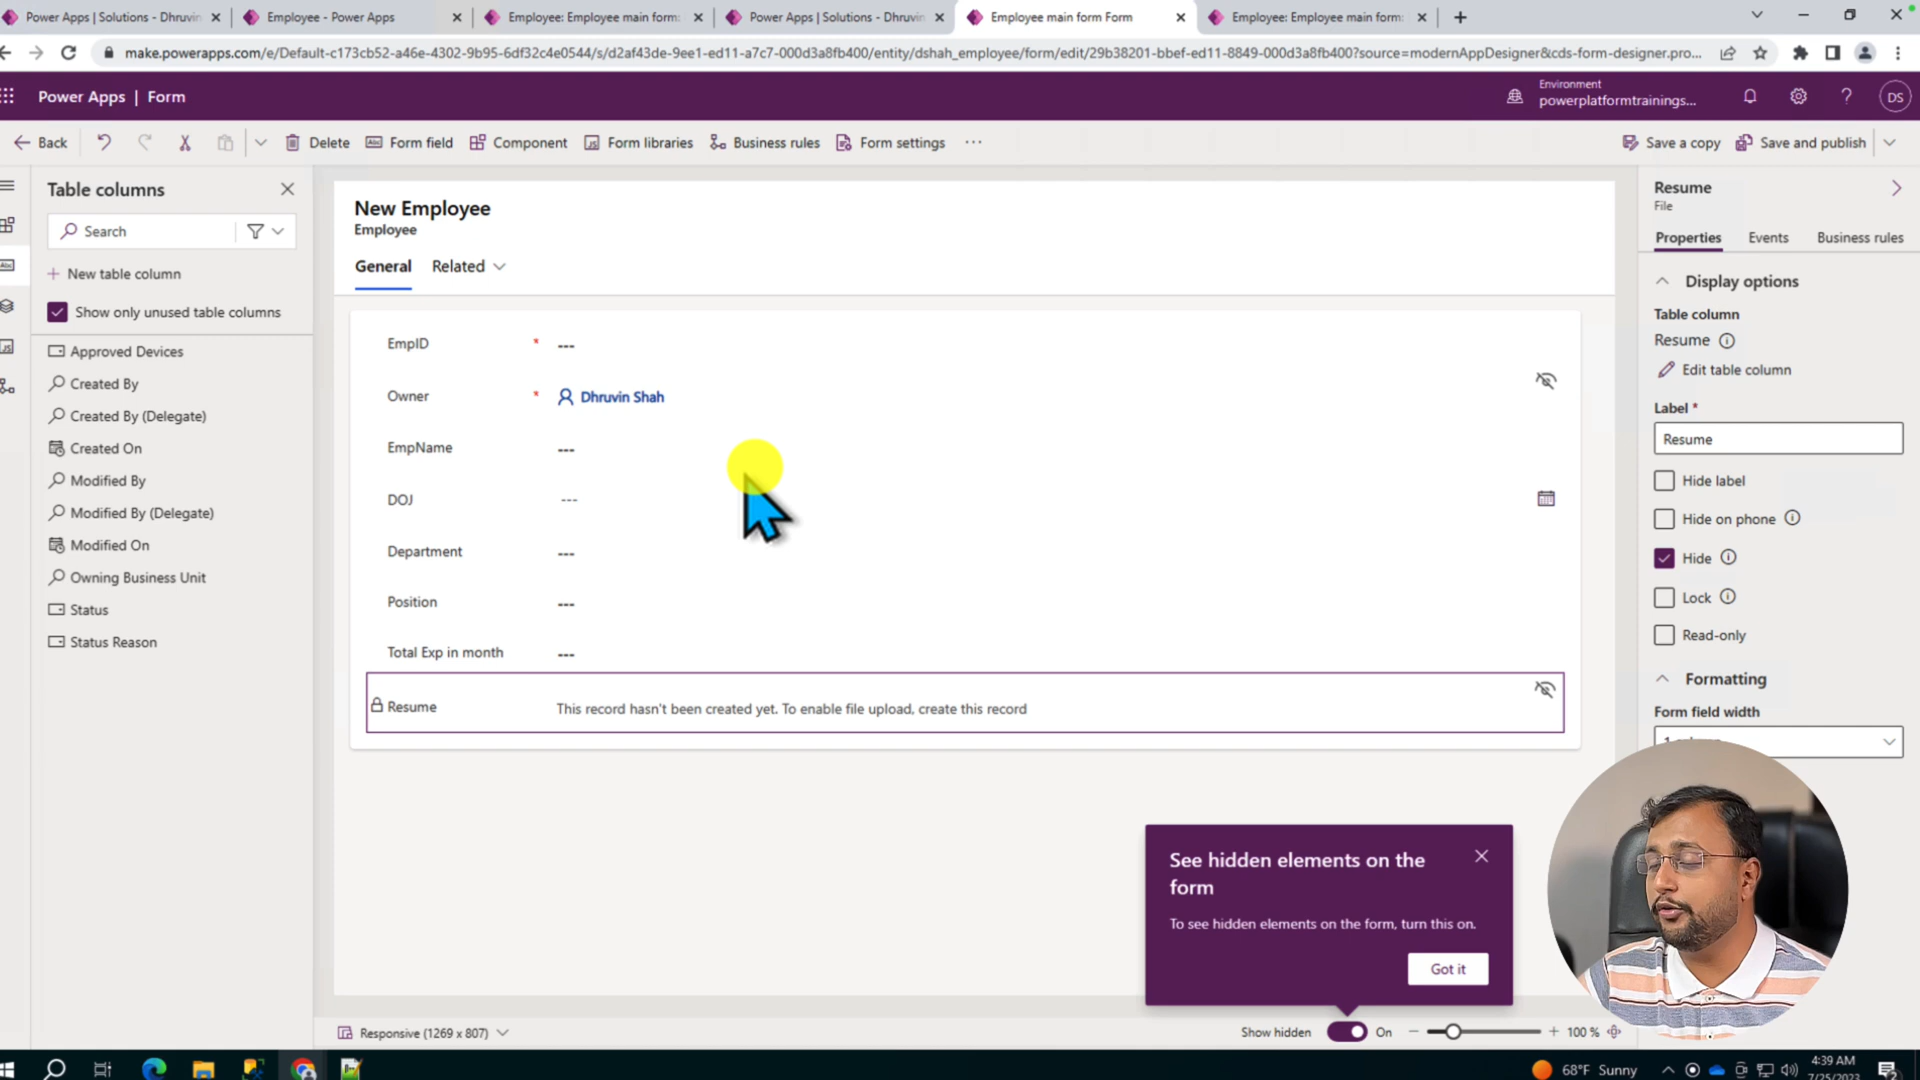 Power Apps | Solutions - Dhruvin
Employee - Power Apps
Employee: Employee main form:
Power Apps | Solutions - Dhruvin
Employee main form Form
Employee: Employee main form:
make.powerapps.com/e/Default-c173cb52-a46e-4302-9b95-6df32c4e0544/s/d2af43de-9ee1-ed11-a7c7-000d3a8fb400/entity/dshah_employee/form/edit/29b38201-bbef-ed11-8849-000d3a8fb400?source=modernAppDesigner&cds-form-designer.pro...
Power Apps | Form
Environment
powerplatformtrainings...
DS
Back
Delete
Form field
Component
Form libraries
Business rules
Form settings
Save a copy
Save and publish
Table columns
Search
New table column
Show only unused table columns
Approved Devices
Created By
Created By (Delegate)
Created On
Modified By
Modified By (Delegate)
Modified On
Owning Business Unit
Status
Status Reason
New Employee
Employee
General
Related
EmpID * ---
Owner * Dhruvin Shah
EmpName ---
DOJ ---
Department ---
Position ---
Total Exp in month ---
Resume This record hasn't been created yet. To enable file upload, create this record
Resume
File
Properties
Events
Business rules
Display options
Table column
Resume
Edit table column
Label *
Resume
Hide label
Hide on phone
Hide
Lock
Read-only
Formatting
Form field width
See hidden elements on the
form
To see hidden elements on the form, turn this on.
Got it
Responsive (1269 x 807)
Show hidden
On
100 %
68°F Sunny
4:39 AM
7/25/2023